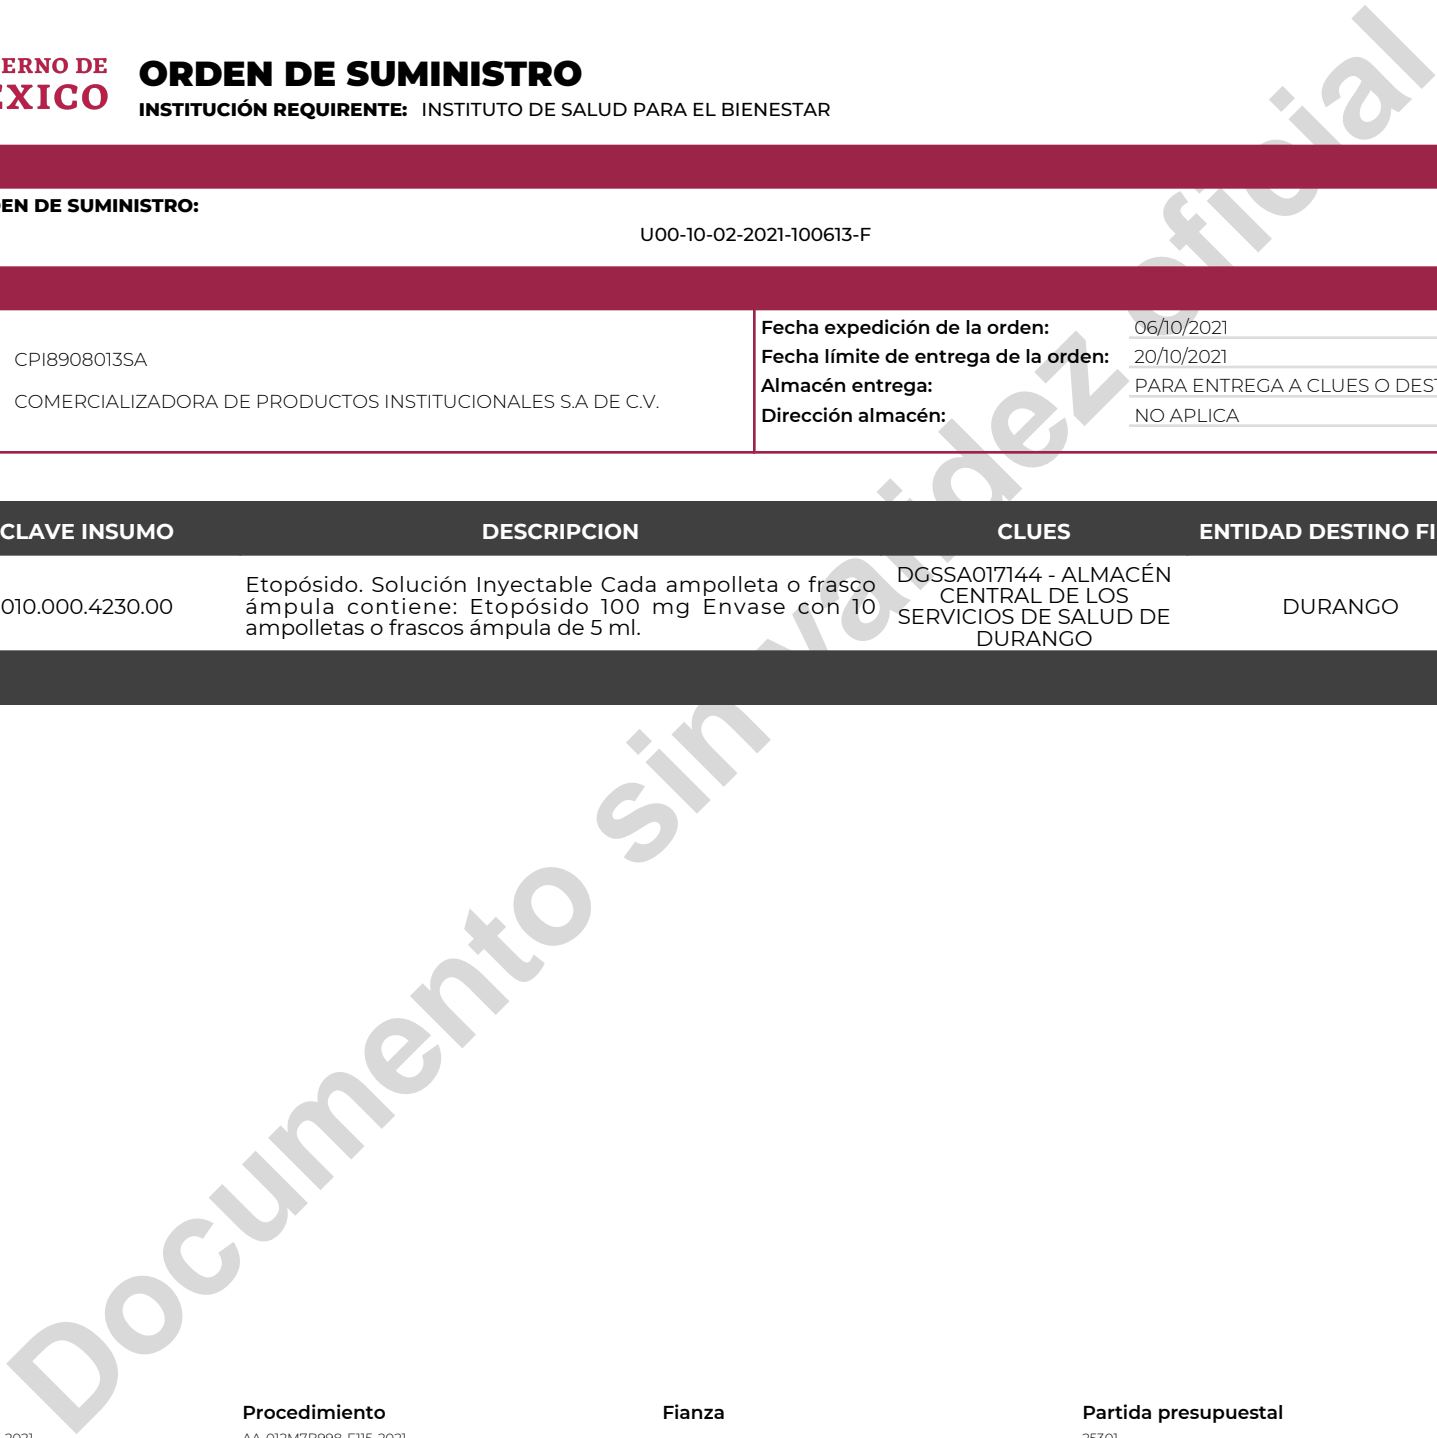 ERNO DE
EXICO
ORDEN DE SUMINISTRO
INSTITUCIÓN REQUIRENTE: INSTITUTO DE SALUD PARA EL BIENESTAR
EN DE SUMINISTRO:
U00-10-02-2021-100613-F
CPI8908013SA
COMERCIALIZADORA DE PRODUCTOS INSTITUCIONALES S.A DE C.V.
Fecha expedición de la orden: 06/10/2021
Fecha límite de entrega de la orden: 20/10/2021
Almacén entrega: PARA ENTREGA A CLUES O DEST
Dirección almacén: NO APLICA
CLAVE INSUMO DESCRIPCION CLUES ENTIDAD DESTINO FI
010.000.4230.00
Etopósido. Solución Inyectable Cada ampolleta o frasco
ámpula contiene: Etopósido 100 mg Envase con 10
ampolletas o frascos ámpula de 5 ml.
DGSSA017144 - ALMACÉN
CENTRAL DE LOS
SERVICIOS DE SALUD DE
DURANGO
DURANGO
Documento sin validez oficial
Procedimiento Fianza Partida presupuestal